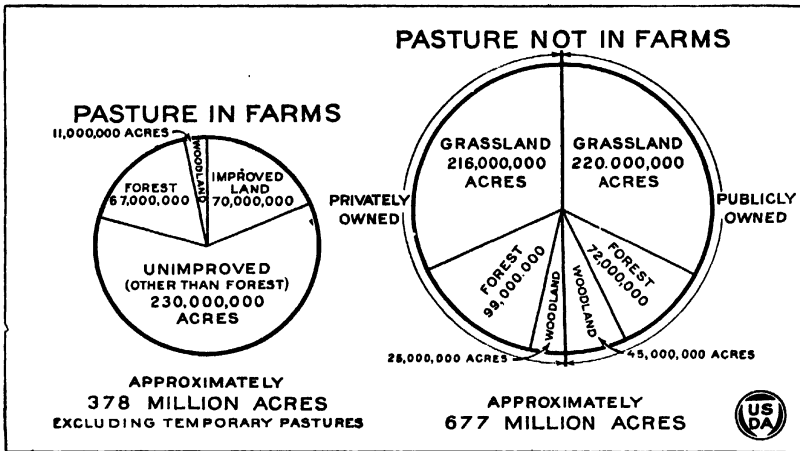 PASTURE IN FARMS
11,000,000 ACRES
WOODLAND
FOREST
67,000,000
IMPROVED
LAND
70,000,000
UNIMPROVED
(OTHER THAN FOREST)
230,000,000
ACRES
APPROXIMATELY
378 MILLION ACRES
EXCLUDING TEMPORARY PASTURES
PASTURE NOT IN FARMS
GRASSLAND
216,000,000
ACRES
GRASSLAND
220.000,000
ACRES
PRIVATELY
OWNED
PUBLICLY
OWNED
FOREST
99,000.000
WOODLAND
WOODLAND
FOREST
72,000,000
25,000,000 ACRES
45,000,000 ACRES
APPROXIMATELY
677 MILLION ACRES
US
DA